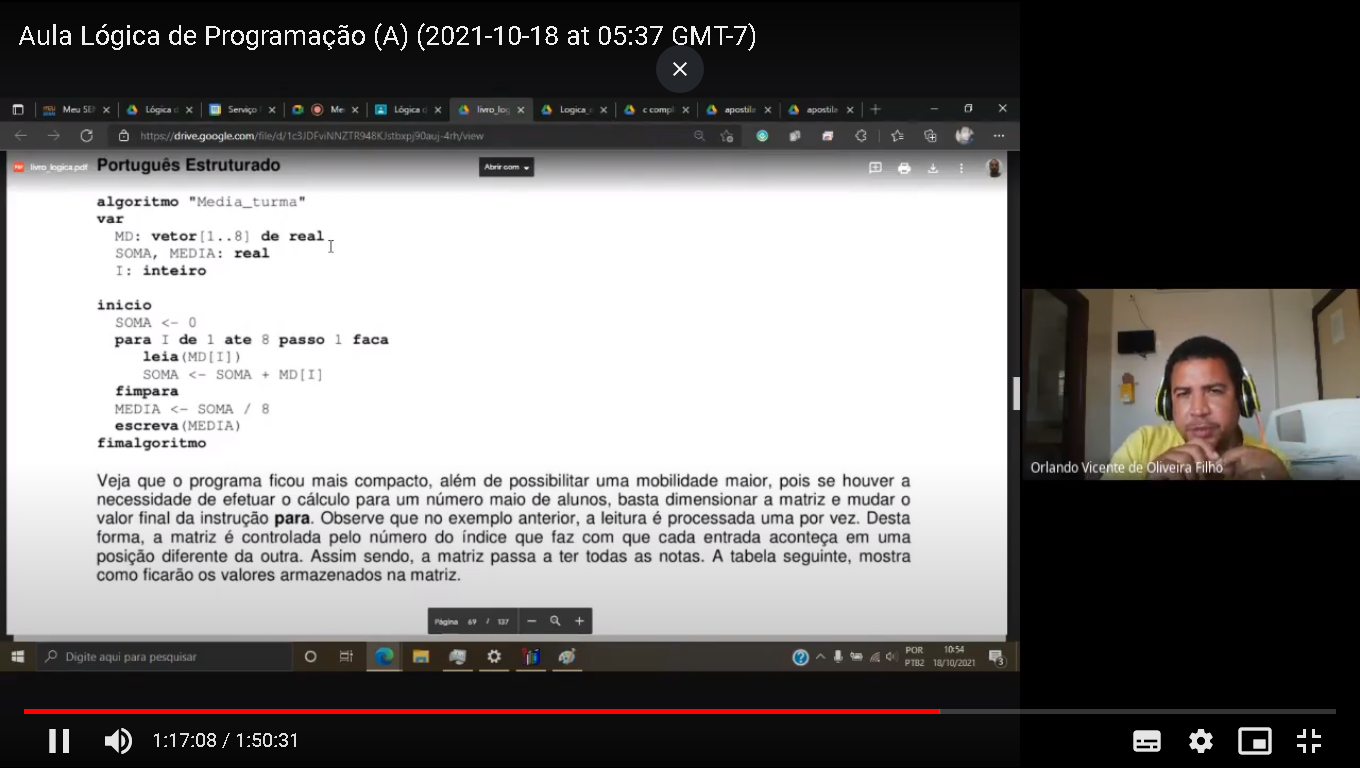 Aula Lógica de Programação (A) (2021-10-18 at 05:37 GMT-7)
Meu SE
Lógica d
Serviço
Me
Lógica d
livro_log
Logica_
c compl
apostila
apostila
https://drive.google.com/file/d/1c3JDFviNNZTR948KJstbxpj90auj-4rh/view
livro_logica.pdf
Português Estruturado
Abrir com
algoritmo "Media_turma"
var
MD: vetor[1..8] de real
SOMA, MEDIA: real
I: inteiro
inicio
SOMA <- 0
para I de 1 ate 8 passo 1 faca
leia(MD[I])
SOMA <- SOMA + MD[I]
fimpara
MEDIA <- SOMA / 8
escreva(MEDIA)
fimalgoritmo
Veja que o programa ficou mais compacto, além de possibilitar uma mobilidade maior, pois se houver a
necessidade de efetuar o cálculo para um número maio de alunos, basta dimensionar a matriz e mudar o
valor final da instrução para. Observe que no exemplo anterior, a leitura é processada uma por vez. Desta
forma, a matriz é controlada pelo número do índice que faz com que cada entrada aconteça em uma
posição diferente da outra. Assim sendo, a matriz passa a ter todas as notas. A tabela seguinte, mostra
como ficarão os valores armazenados na matriz.
Página 69 / 137
Orlando Vicente de Oliveira Filho
Digite aqui para pesquisar
POR
PTB2
10:54
18/10/2021
3
1:17:08 / 1:50:31